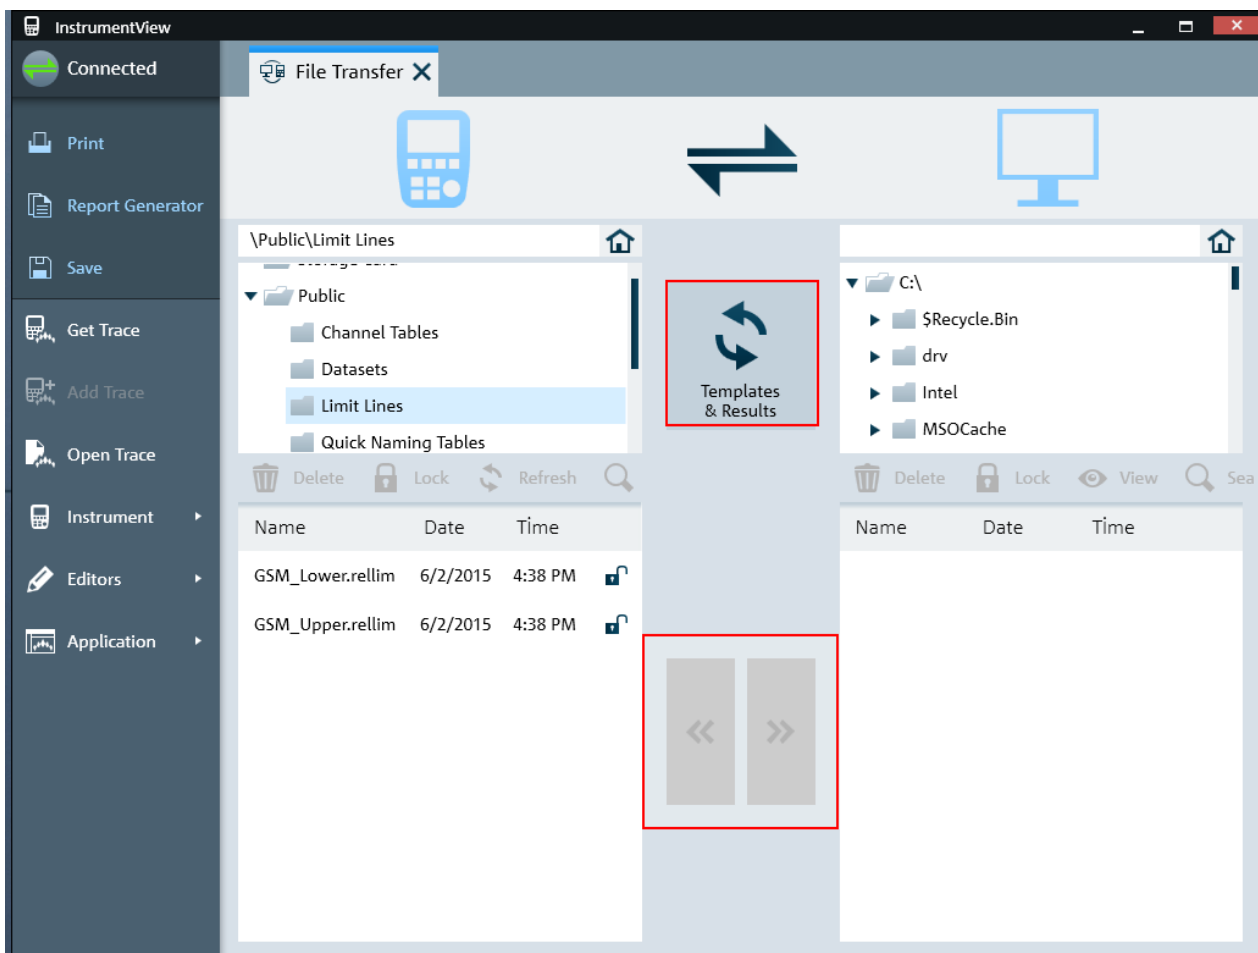 InstrumentView
Connected
File Transfer
Print
Report Generator
Save
Get Trace
Add Trace
Open Trace
Instrument
Editors
Application
\Public\Limit Lines
Storage Card
Public
Channel Tables
Datasets
Limit Lines
Quick Naming Tables
Delete Lock Refresh
Name Date Time
GSM_Lower.rellim 6/2/2015 4:38 PM
GSM_Upper.rellim 6/2/2015 4:38 PM
Templates
& Results
C:\
$Recycle.Bin
drv
Intel
MSOCache
Delete Lock View Sea
Name Date Time